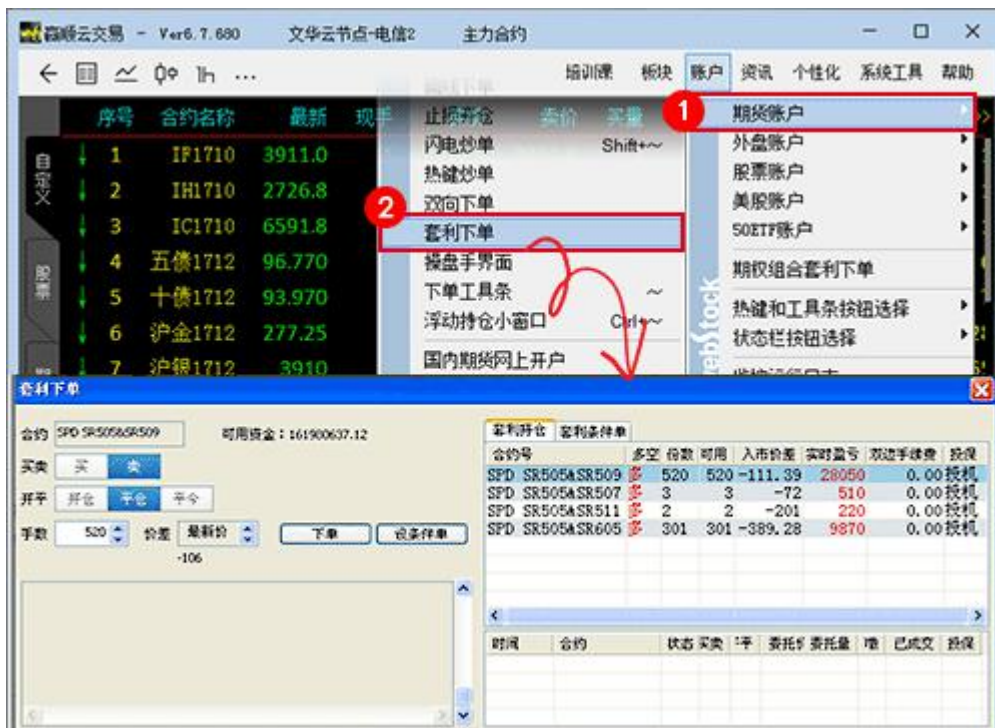 赢顺云交易 - Ver6.7.680 文华云节点-电信2 主力合约
培训课 板块 账户 资讯 个性化 系统工具 帮助
序号 合约名称 最新 现手 卖价 买量
自定义
股票
1 IF1710 3911.0
2 IH1710 2726.8
3 IC1710 6591.8
4 五债1712 96.770
5 十债1712 93.970
6 沪金1712 277.25
7 沪银1712 3910
止损开仓
闪电炒单 Shift+~
热键炒单
双向下单
2
套利下单
操盘手界面
下单工具条 ~
浮动持仓小窗口 Ctrl+~
国内期货网上开户
1
期货账户
外盘账户
股票账户
美股账户
50ETF账户
期权组合套利下单
热键和工具条按钮选择
状态栏按钮选择
套利下单
合约 SPD SR505&SR509 可用资金：161900637.12
买卖 买 卖
开平 开仓 平仓 平今
手数 520 价差 最新价 下单 设条件单
-106
套利持仓 套利条件单
合约号 多空 份数 可用 入市价差 实时盈亏 双边手续费 投保
SPD SR505&SR509 多 520 520 -111.39 28050 0.00 投机
SPD SR505&SR507 多 3 3 -72 510 0.00 投机
SPD SR505&SR511 多 2 2 -201 220 0.00 投机
SPD SR505&SR605 多 301 301 -389.28 9870 0.00 投机
时间 合约 状态 买卖 委托量 已成交 投保